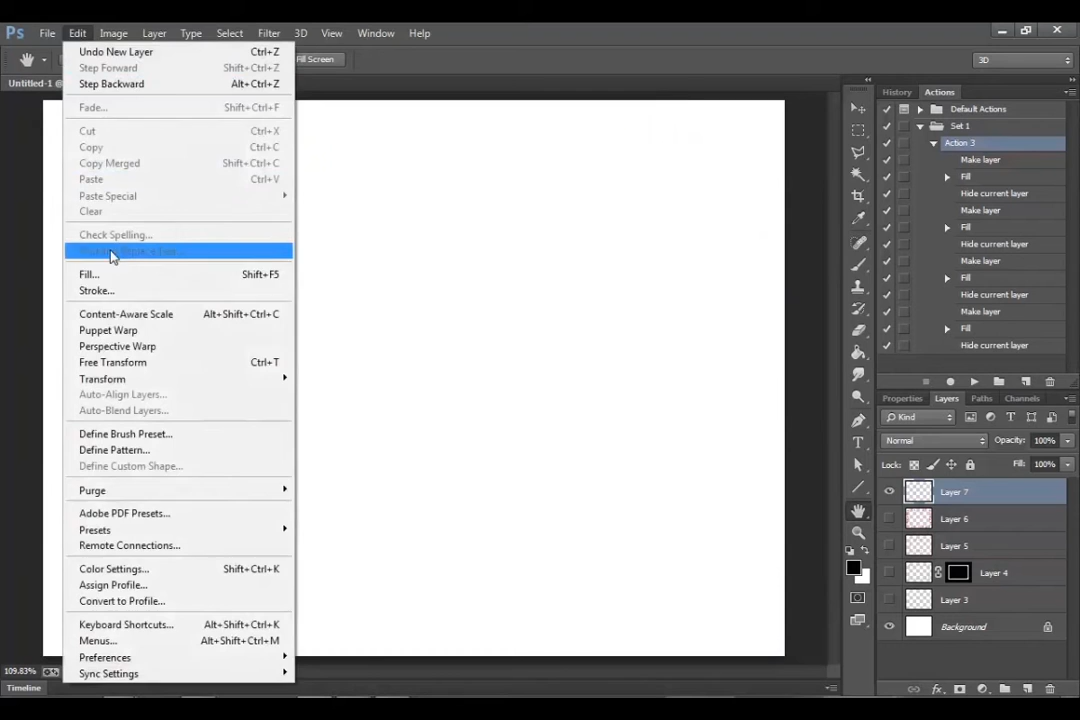 Ps File Edit Image Layer Type Select Filter 3D View Window Help
Fill Screen 3D
Untitled-1 @
Undo New Layer Ctrl+Z
Step Forward Shift+Ctrl+Z
Step Backward Alt+Ctrl+Z
Fade... Shift+Ctrl+F
Cut Ctrl+X
Copy Ctrl+C
Copy Merged Shift+Ctrl+C
Paste Ctrl+V
Paste Special
Clear
Check Spelling...
Fill... Shift+F5
Stroke...
Content-Aware Scale Alt+Shift+Ctrl+C
Puppet Warp
Perspective Warp
Free Transform Ctrl+T
Transform
Auto-Align Layers...
Auto-Blend Layers...
Define Brush Preset...
Define Pattern...
Define Custom Shape...
Purge
Adobe PDF Presets...
Presets
Remote Connections...
Color Settings... Shift+Ctrl+K
Assign Profile...
Convert to Profile...
Keyboard Shortcuts... Alt+Shift+Ctrl+K
Menus... Alt+Shift+Ctrl+M
Preferences
Sync Settings
History Actions
Default Actions
Set 1
Action 3
Make layer
Fill
Hide current layer
Make layer
Fill
Hide current layer
Make layer
Fill
Hide current layer
Make layer
Fill
Hide current layer
Properties Layers Paths Channels
Kind
Normal Opacity: 100%
Lock: Fill: 100%
Layer 7
Layer 6
Layer 5
Layer 4
Layer 3
Background
109.83%
Timeline